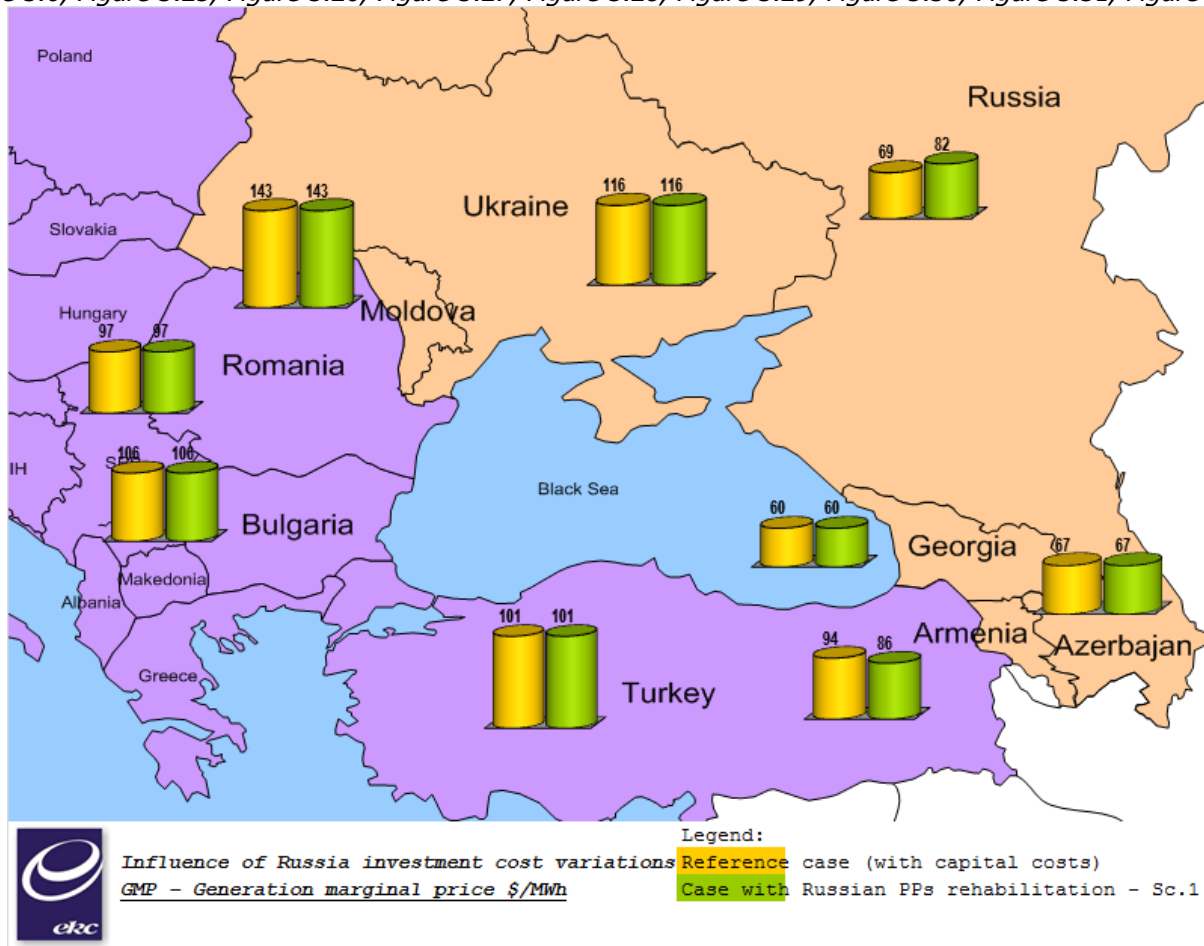 Poland
Russia
69 82
Slovakia
143 143
Ukraine
116 116
Hungary
Moldova
97 97
Romania
106 106
IH
Black Sea
Bulgaria
60 60
Georgia
67 67
Makedonia
Albania
101 101
Armenia
94 86
Azerbajan
Greece
Turkey
Legend:
Influence of Russia investment cost variations Reference case (with capital costs)
GMP - Generation marginal price $/MWh Case with Russian PPs rehabilitation - Sc.1
ekc